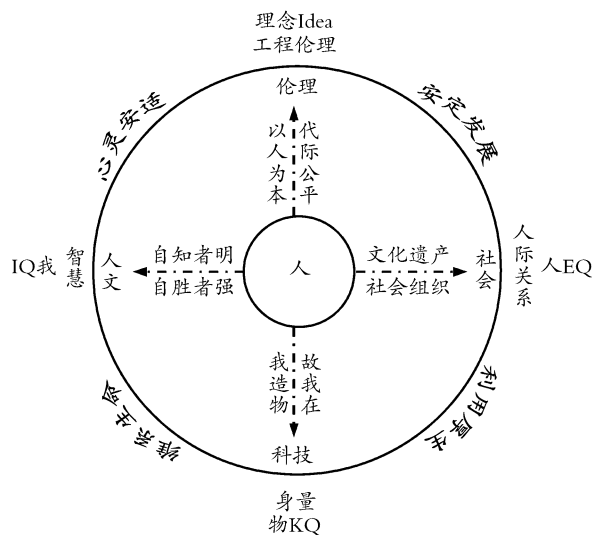 理念Idea
工程伦理
伦理
心灵安适
安定发展
以人为本
代际公平
IQ我
智慧
人文
自知者明
自胜者强
人
文化遗产
社会组织
社会
人际关系
人EQ
我造物
故我在
维系生命
利用厚生
科技
身量
物KQ